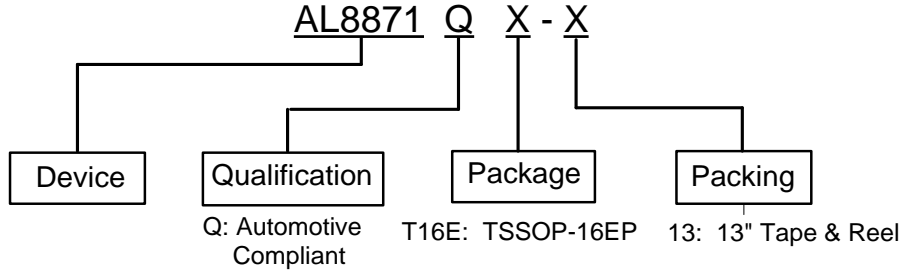 AL8871 Q X - X
Device
Qualification
Package
Packing
Q: Automotive
Compliant
T16E: TSSOP-16EP
13: 13" Tape & Reel